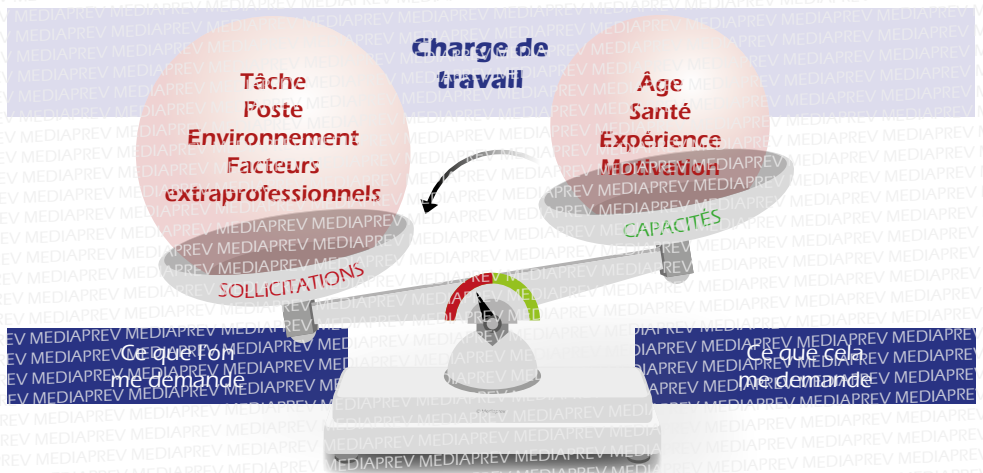 Charge de
travail
Tâche
Poste
Environnement
Facteurs
extraprofessionnels
Âge
Santé
Expérience
Motivation
SOLLICITATIONS
CAPACITÉS
Ce que l'on
me demande
Ce que cela
me demande
MEDIAPREV